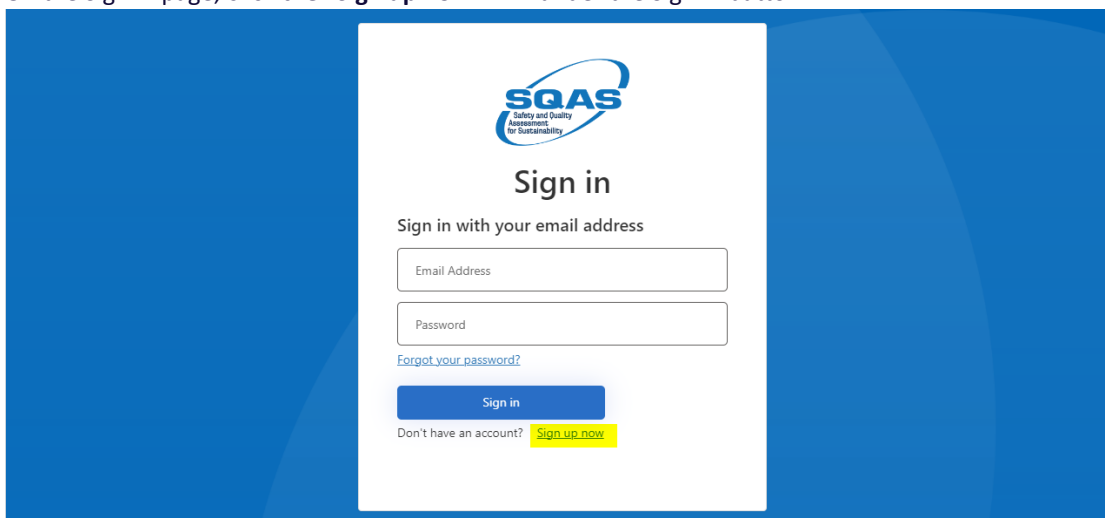 SQAS
Safety and Quality
Assessment
for Sustainability
Sign in
Sign in with your email address
Email Address
Password
Forgot your password?
Sign in
Don't have an account? Sign up now